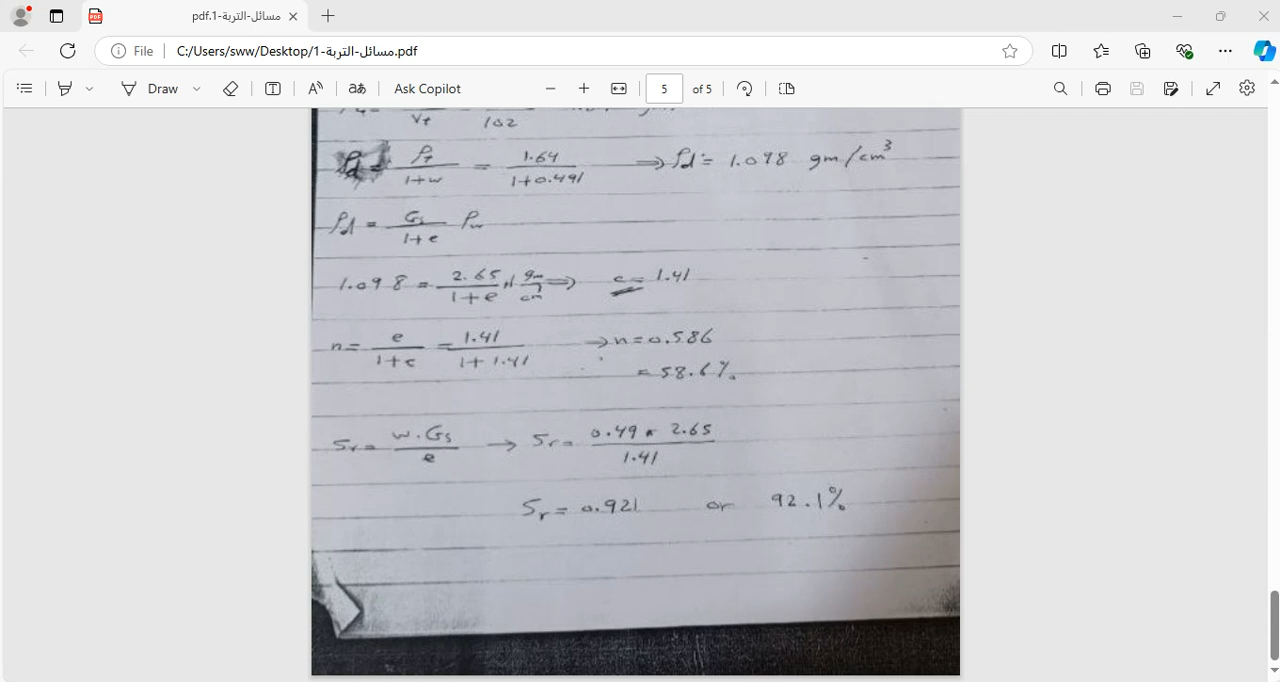 مسائل-التربة-1.pdf
File C:/Users/sww/Desktop/1-مسائل-التربة.pdf
Draw Ask Copilot 5 of 5
Vt 102
ρd = ρt / 1+w = 1.64 / 1+0.491 ⟹ ρd = 1.098 gm/cm³
ρd = Gs / 1+e ρw
1.098 = 2.65 / 1+e * 1 gm / cm³ ⟹ e = 1.41
n = e / 1+e = 1.41 / 1+1.41 → n = 0.586
= 58.6%
Sr = w.Gs / e → Sr = 0.49 * 2.65 / 1.41
Sr = 0.921 or 92.1%